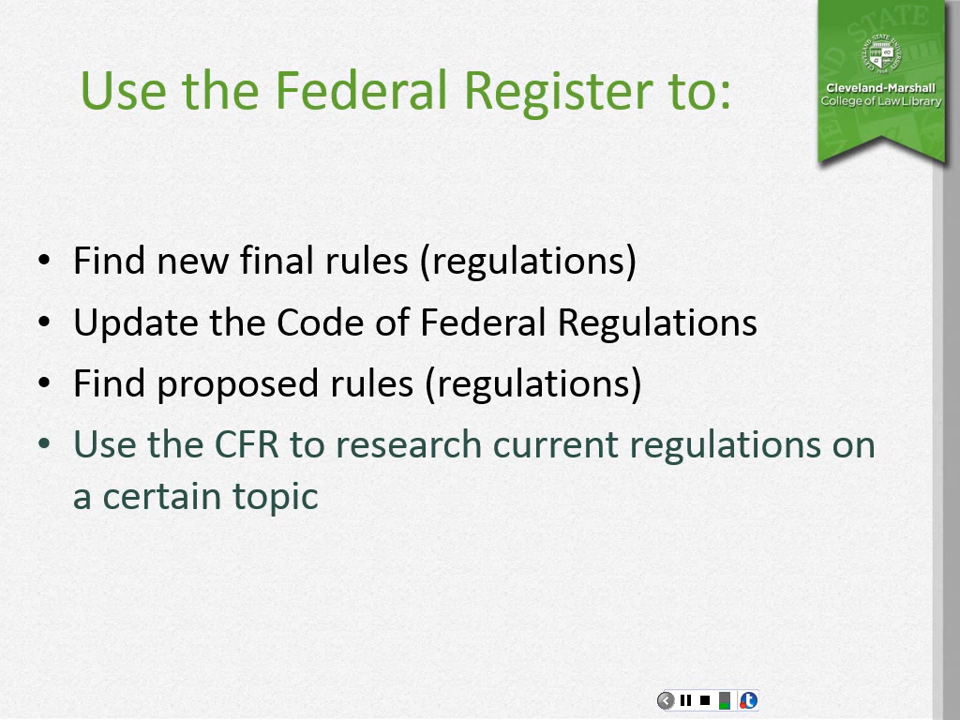 Use the Federal Register to:
Cleveland-Marshall
College of Law Library
• Find new final rules (regulations)
• Update the Code of Federal Regulations
• Find proposed rules (regulations)
• Use the CFR to research current regulations on
a certain topic